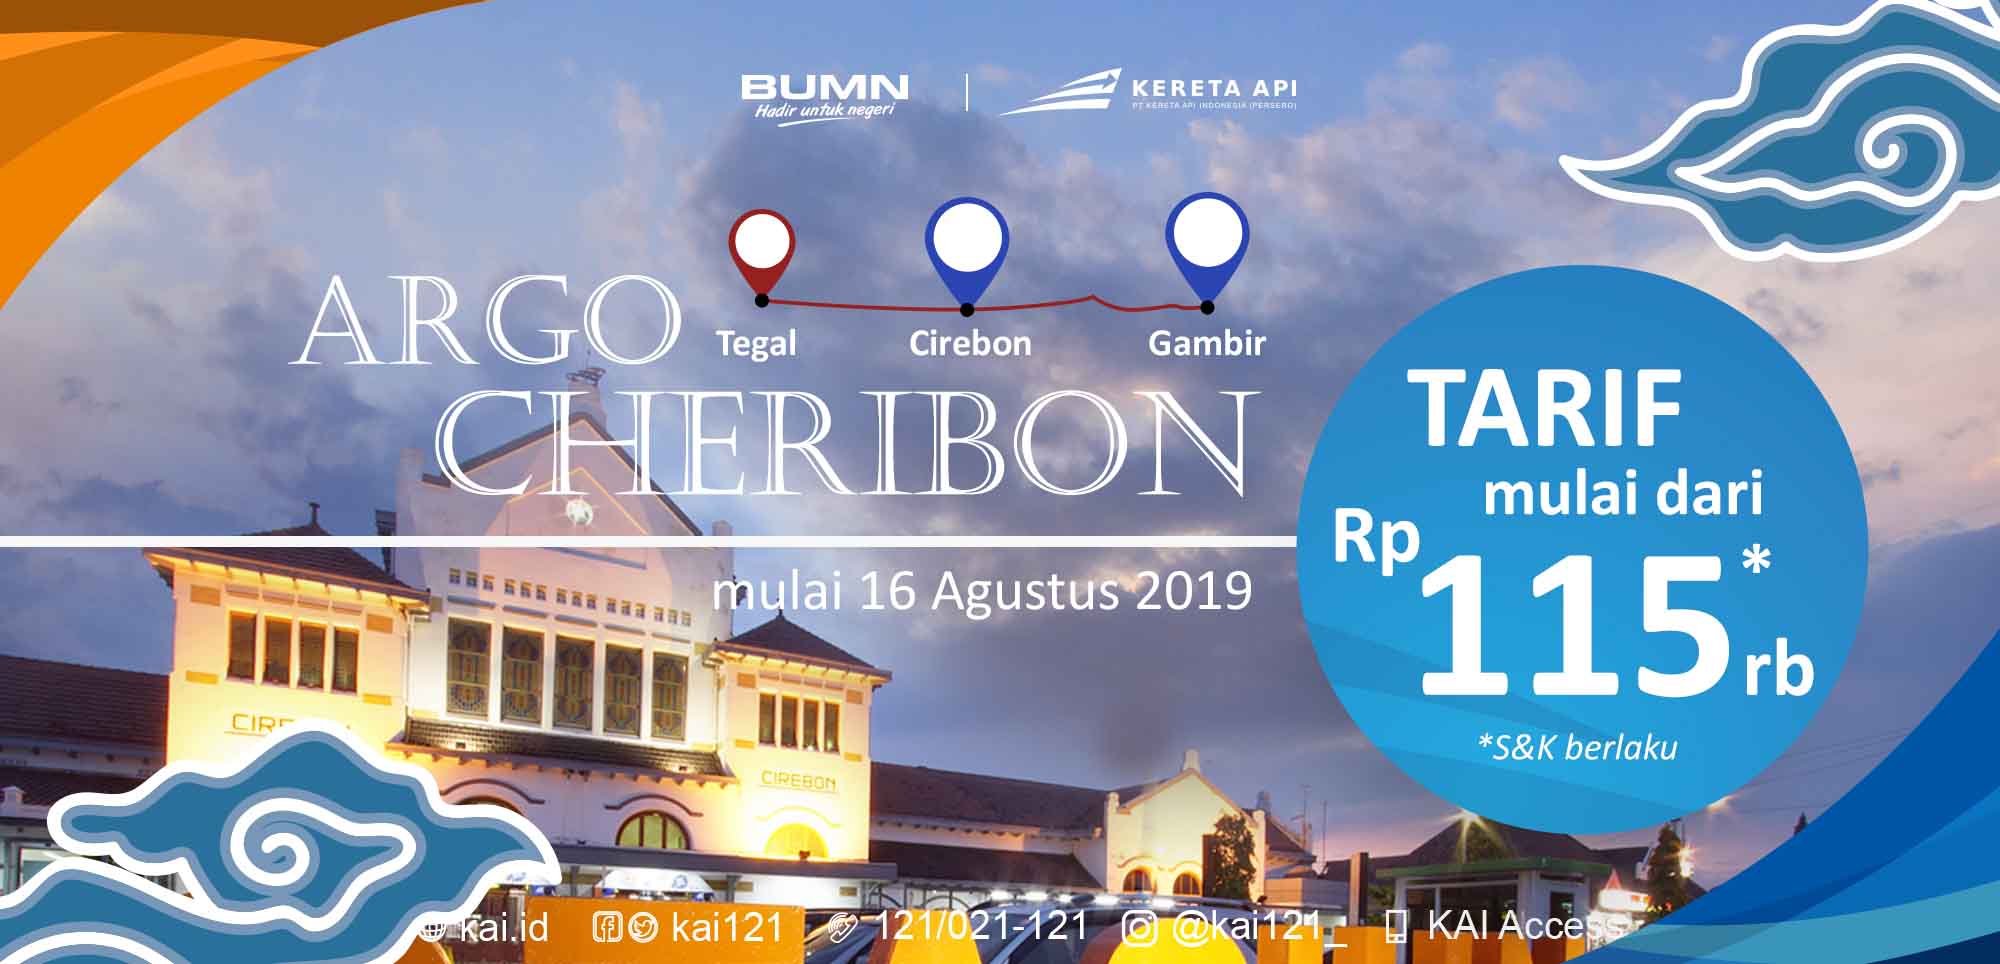 BUMN
Hadir untuk negeri
KERETA API
PT KERETA API INDONESIA (PERSERO)
ARGO
CHERIBON
Tegal
Cirebon
Gambir
mulai 16 Agustus 2019
TARIF
mulai dari
Rp 115* rb
*S&K berlaku
CIREBON
kai.id
kai121
121/021-121
@kai121_
KAI Access